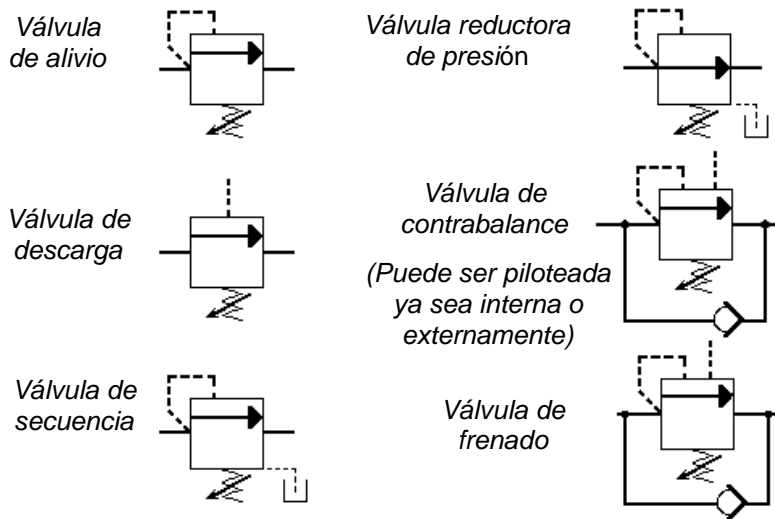 Válvula
de alivio
Válvula reductora
de presión
Válvula de
descarga
Válvula de
contrabalance
(Puede ser piloteada
ya sea interna o
externamente)
Válvula de
secuencia
Válvula de
frenado